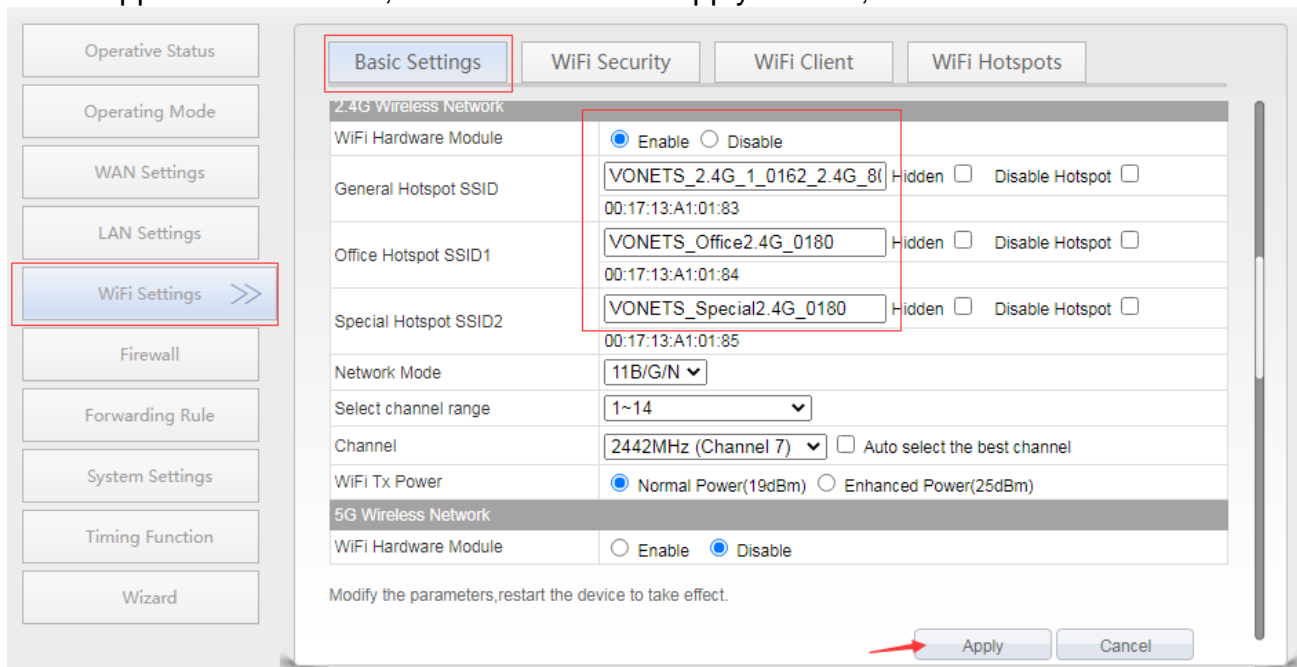 Operative Status
Operating Mode
WAN Settings
LAN Settings
WiFi Settings >>
Firewall
Forwarding Rule
System Settings
Timing Function
Wizard
Basic Settings WiFi Security WiFi Client WiFi Hotspots
2.4G Wireless Network
WiFi Hardware Module Enable Disable
General Hotspot SSID VONETS_2.4G_1_0162_2.4G_8 Hidden Disable Hotspot
00:17:13:A1:01:83
Office Hotspot SSID1 VONETS_Office2.4G_0180 Hidden Disable Hotspot
00:17:13:A1:01:84
Special Hotspot SSID2 VONETS_Special2.4G_0180 Hidden Disable Hotspot
00:17:13:A1:01:85
Network Mode 11B/G/N
Select channel range 1~14
Channel 2442MHz (Channel 7) Auto select the best channel
WiFi Tx Power Normal Power(19dBm) Enhanced Power(25dBm)
5G Wireless Network
WiFi Hardware Module Enable Disable
Modify the parameters,restart the device to take effect.
Apply Cancel